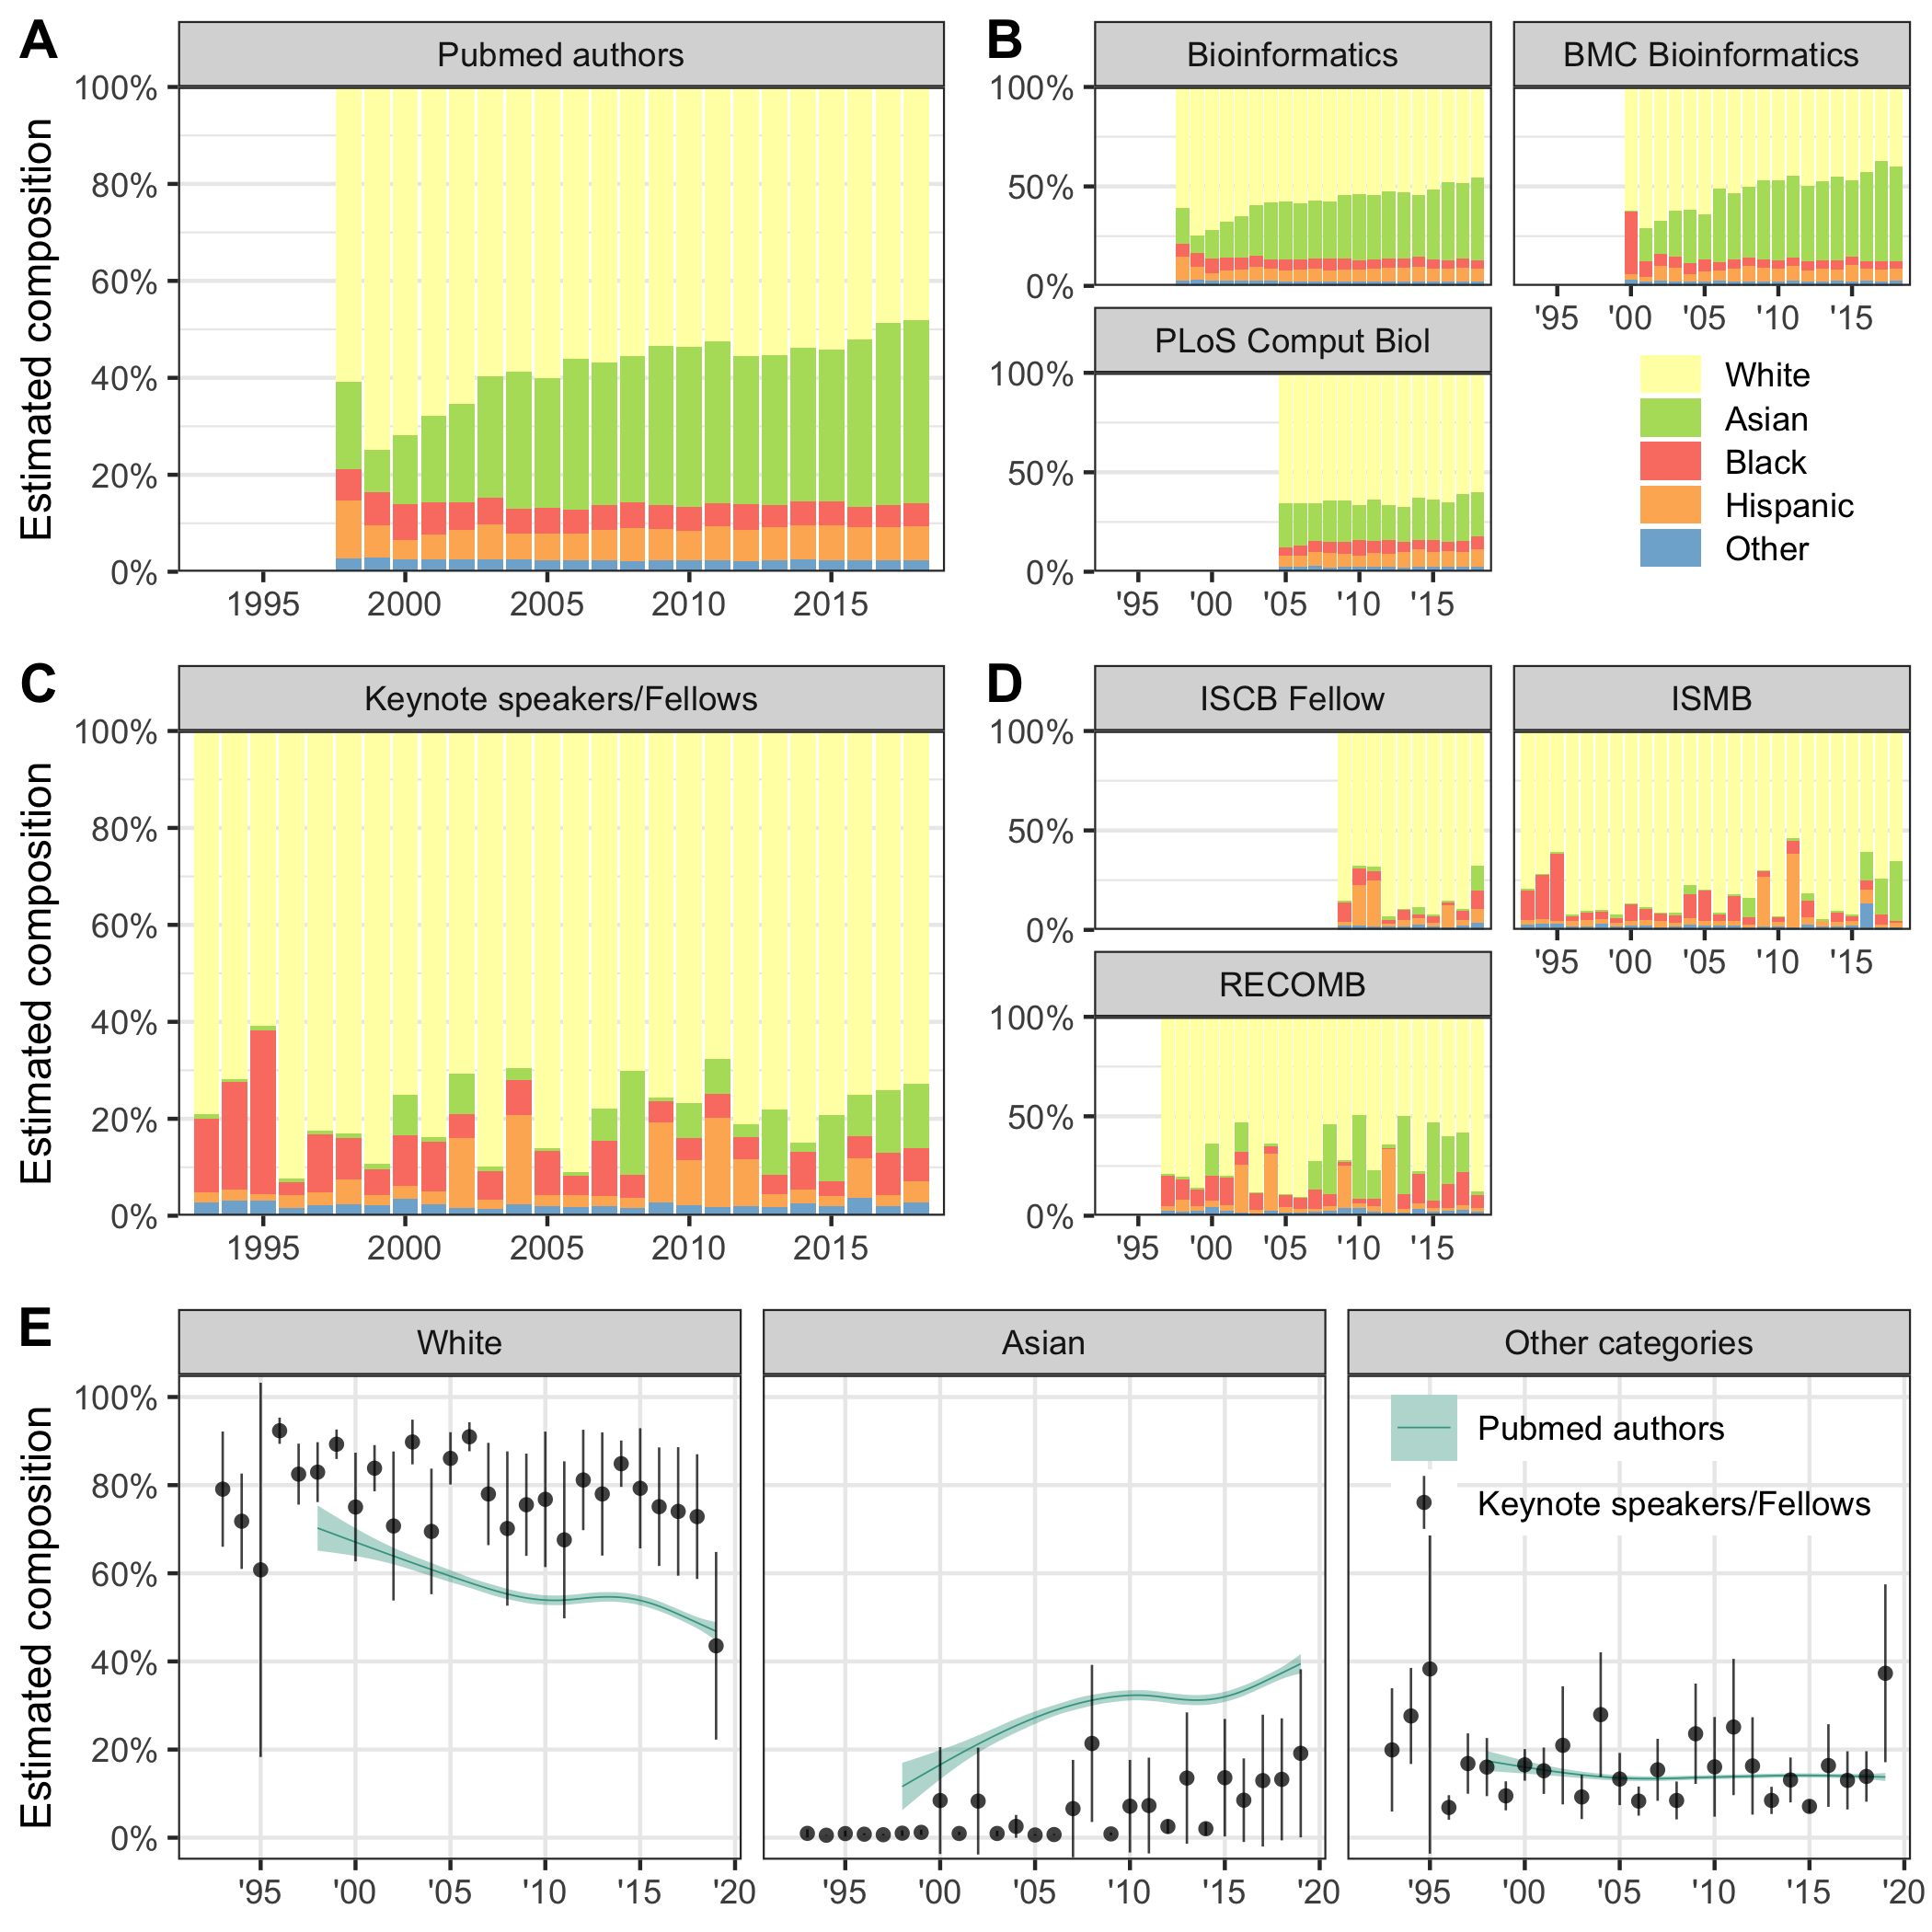 A
Pubmed authors
Estimated composition
100%
80%
60%
40%
20%
0%
1995 2000 2005 2010 2015
B
Bioinformatics
BMC Bioinformatics
100%
50%
0%
'95 '00 '05 '10 '15
PLoS Comput Biol
100%
50%
0%
'95 '00 '05 '10 '15
White
Asian
Black
Hispanic
Other
C
Keynote speakers/Fellows
Estimated composition
100%
80%
60%
40%
20%
0%
1995 2000 2005 2010 2015
D
ISCB Fellow
ISMB
100%
50%
0%
'95 '00 '05 '10 '15
RECOMB
100%
50%
0%
'95 '00 '05 '10 '15
E
White
Asian
Other categories
Estimated composition
100%
80%
60%
40%
20%
0%
'95 '00 '05 '10 '15 '20
'95 '00 '05 '10 '15 '20
'95 '00 '05 '10 '15 '20
Pubmed authors
Keynote speakers/Fellows